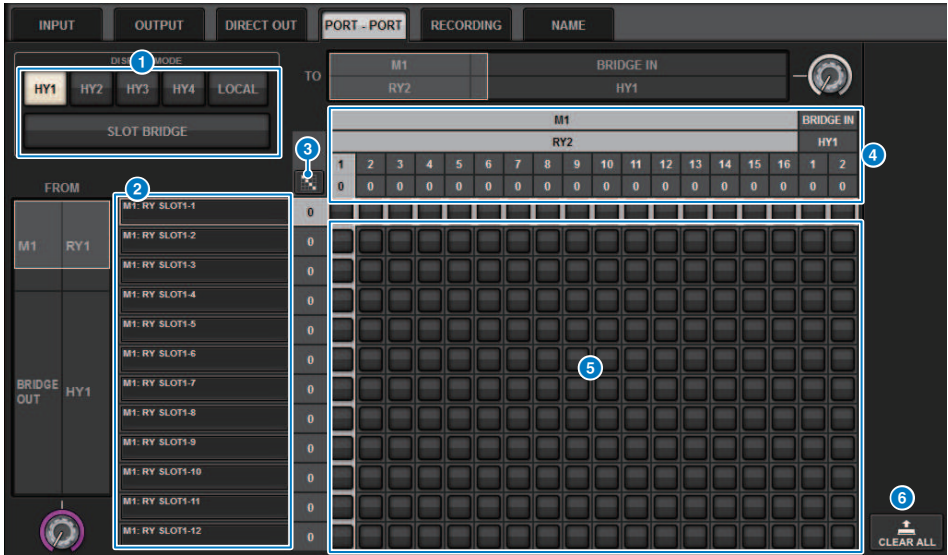 INPUT OUTPUT DIRECT OUT PORT - PORT RECORDING NAME
1
TO M1 BRIDGE IN
HY1 HY2 HY3 HY4 LOCAL
RY2 HY1
SLOT BRIDGE
M1 BRIDGE IN
RY2 HY1
3
4
1 2 3 4 5 6 7 8 9 10 11 12 13 14 15 16 1 2
0 0 0 0 0 0 0 0 0 0 0 0 0 0 0 0 0 0
FROM
2
M1: RY SLOT1-1 0
M1: RY SLOT1-2 0
M1 RY1
M1: RY SLOT1-3 0
M1: RY SLOT1-4 0
M1: RY SLOT1-5 0
M1: RY SLOT1-6 0
5
BRIDGE OUT HY1
M1: RY SLOT1-7 0
M1: RY SLOT1-8 0
M1: RY SLOT1-9 0
M1: RY SLOT1-10 0
M1: RY SLOT1-11 0
M1: RY SLOT1-12 0
6
CLEAR ALL